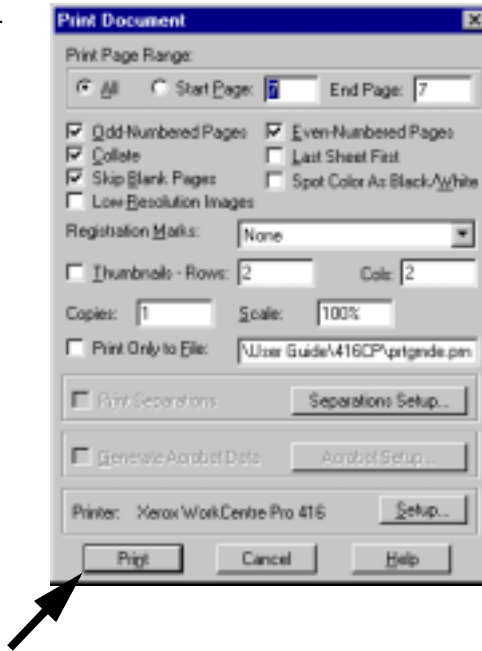 Print Document
Print Page Range:
All Start Page: 7 End Page: 7
Odd-Numbered Pages Even-Numbered Pages
Collate Last Sheet First
Skip Blank Pages Spot Color As Black/White
Low-Resolution Images
Registration Marks: None
Thumbnails - Rows: 2 Cols: 2
Copies: 1 Scale: 100%
Print Only to File: \User Guide\416CP\prtgmde.prn
Print Separations Separations Setup...
Generate Acrobat Data Acrobat Setup...
Printer: Xerox WorkCentre Pro 416 Setup...
Print Cancel Help